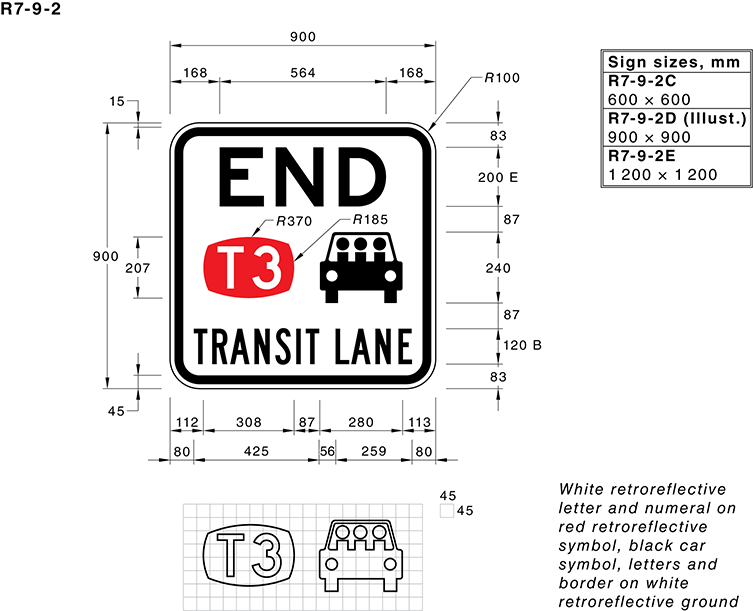 R7-9-2
900
168 564 168
R100
15
83
END
200 E
R370 R185
87
900
207
T3
240
87
TRANSIT LANE
120 B
45
83
112 308 87 280 113
80 425 56 259 80
Sign sizes, mm
R7-9-2C
600 × 600
R7-9-2D (Illust.)
900 × 900
R7-9-2E
1 200 × 1 200
T3
45
45
White retroreflective
letter and numeral on
red retroreflective
symbol, black car
symbol, letters and
border on white
retroreflective ground